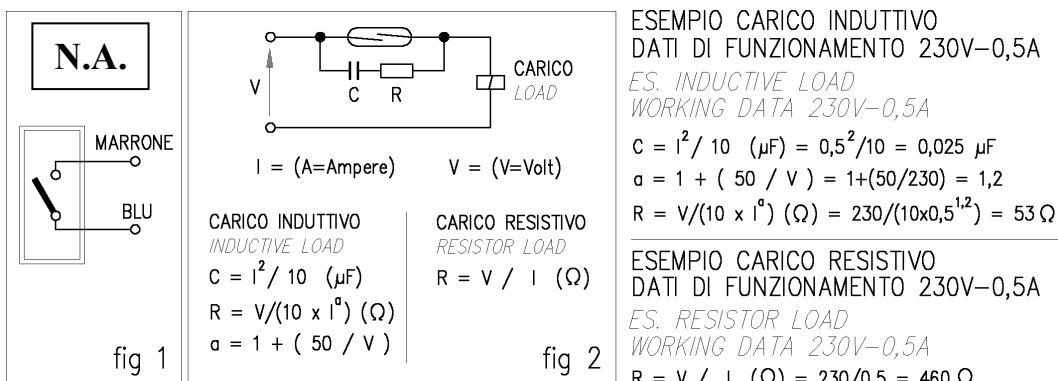 N.A.
MARRONE
BLU
fig 1
V
C R
CARICO
LOAD
I = (A=Ampere) V = (V=Volt)
CARICO INDUTTIVO
INDUCTIVE LOAD
C = I²/ 10 (μF)
R = V/(10 x Iᵃ) (Ω)
a = 1 + ( 50 / V )
CARICO RESISTIVO
RESISTOR LOAD
R = V / I (Ω)
fig 2
ESEMPIO CARICO INDUTTIVO
DATI DI FUNZIONAMENTO 230V-0,5A
ES. INDUCTIVE LOAD
WORKING DATA 230V-0,5A
C = I²/ 10 (μF) = 0,5²/10 = 0,025 μF
a = 1 + ( 50 / V ) = 1+(50/230) = 1,2
R = V/(10 x Iᵃ) (Ω) = 230/(10x0,5¹,²) = 53 Ω
ESEMPIO CARICO RESISTIVO
DATI DI FUNZIONAMENTO 230V-0,5A
ES. RESISTOR LOAD
WORKING DATA 230V-0,5A
R = V / I (Ω) = 230/0,5 = 460 Ω